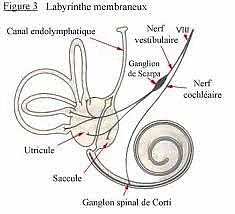 Figure 3 Labyrinthe membraneux
Canal endolymphatique
Nerf
vestibulaire
VIII
Ganglion
de Scarpa
Nerf
cochléaire
Utricule
Saccule
Ganglon spinal de Corti